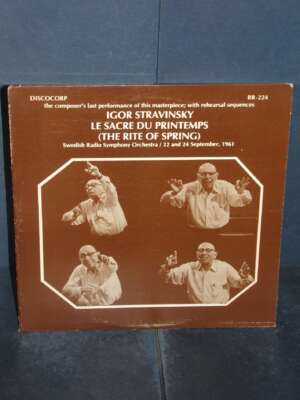 DISCOCORP RR-224
the composer's last performance of this masterpiece; with rehearsal sequences
IGOR STRAVINSKY
LE SACRE DU PRINTEMPS
(THE RITE OF SPRING)
Swedish Radio Symphony Orchestra / 22 and 24 September, 1961